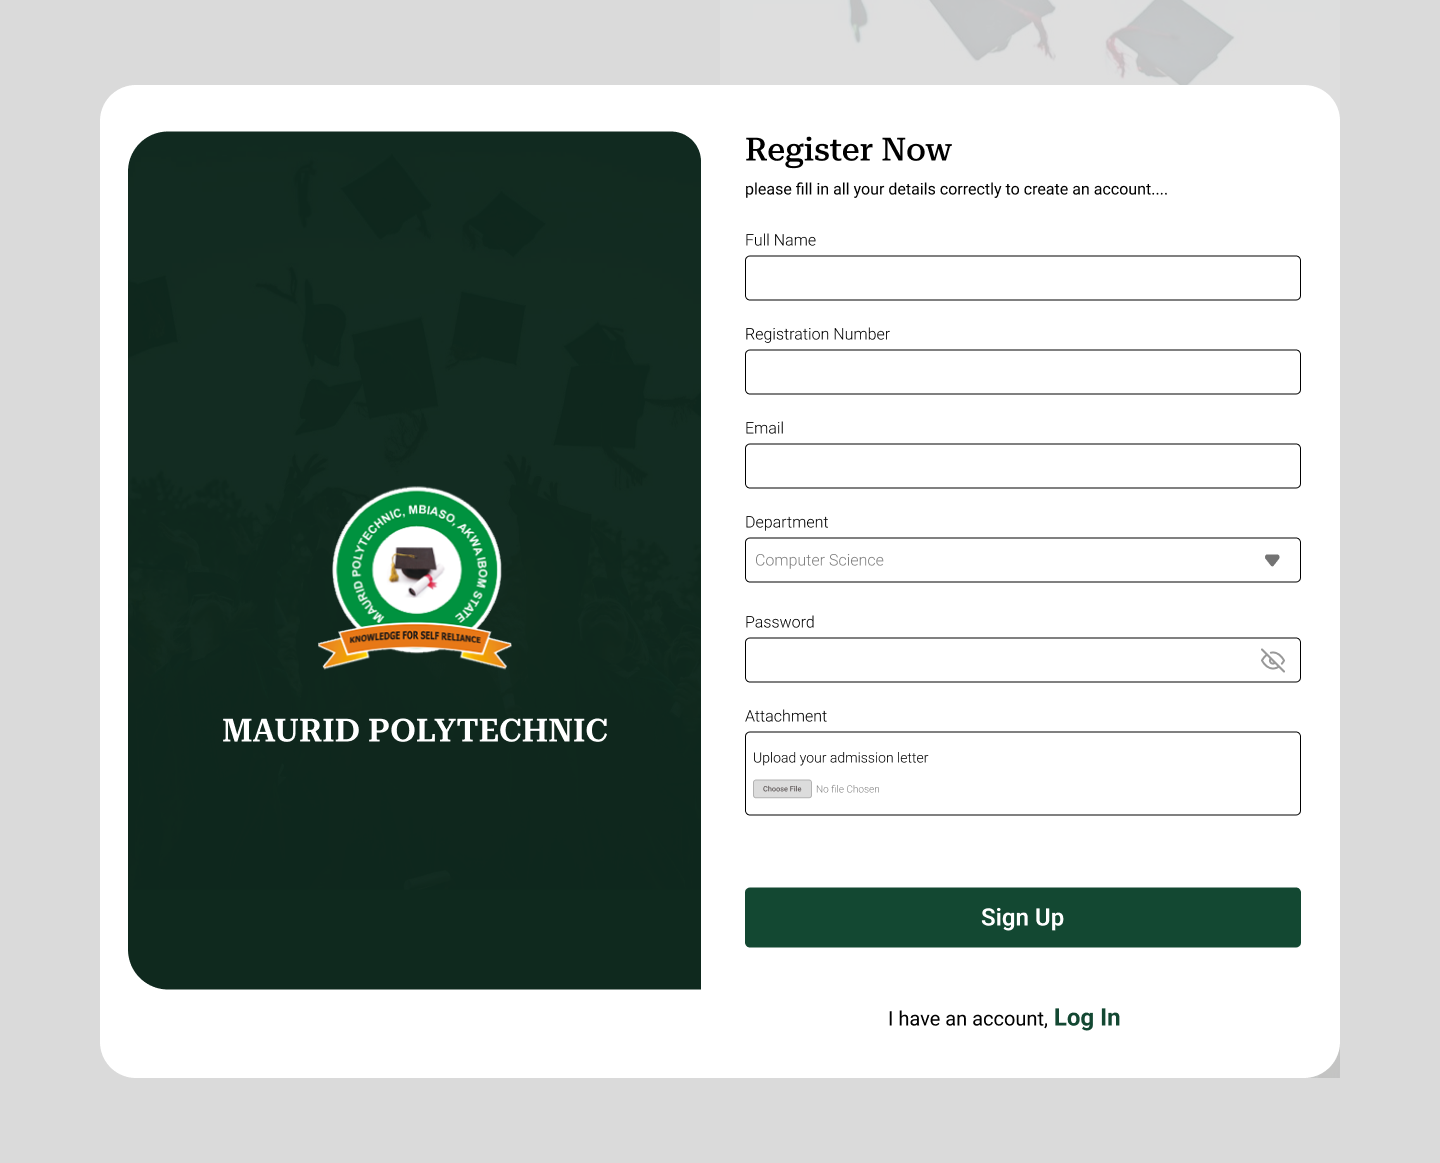 MAURID POLYTECHNIC, MBIASO, AKWA IBOM STATE
KNOWLEDGE FOR SELF RELIANCE
MAURID POLYTECHNIC
Register Now
please fill in all your details correctly to create an account....
Full Name
Registration Number
Email
Department
Computer Science
Password
Attachment
Upload your admission letter
Choose File No file Chosen
Sign Up
I have an account, Log In